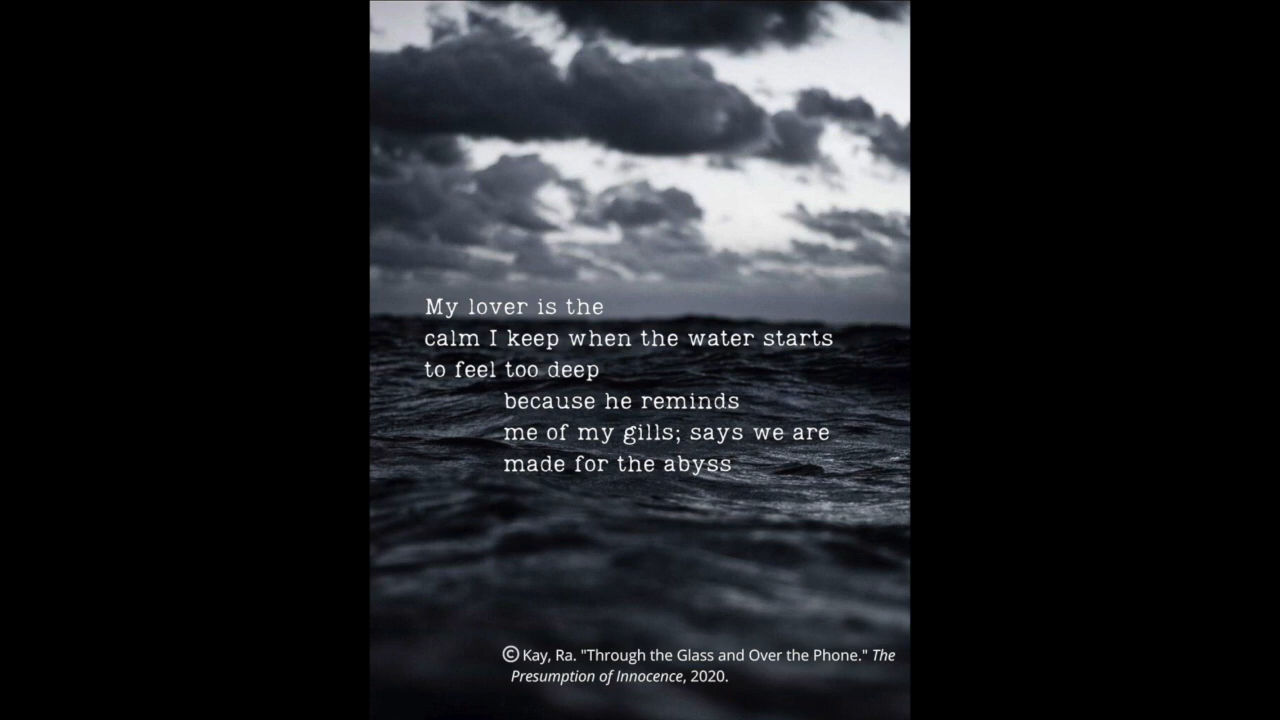 My lover is the
calm I keep when the water starts
to feel too deep
because he reminds
me of my gills; says we are
made for the abyss
© Kay, Ra. "Through the Glass and Over the Phone." The
Presumption of Innocence, 2020.